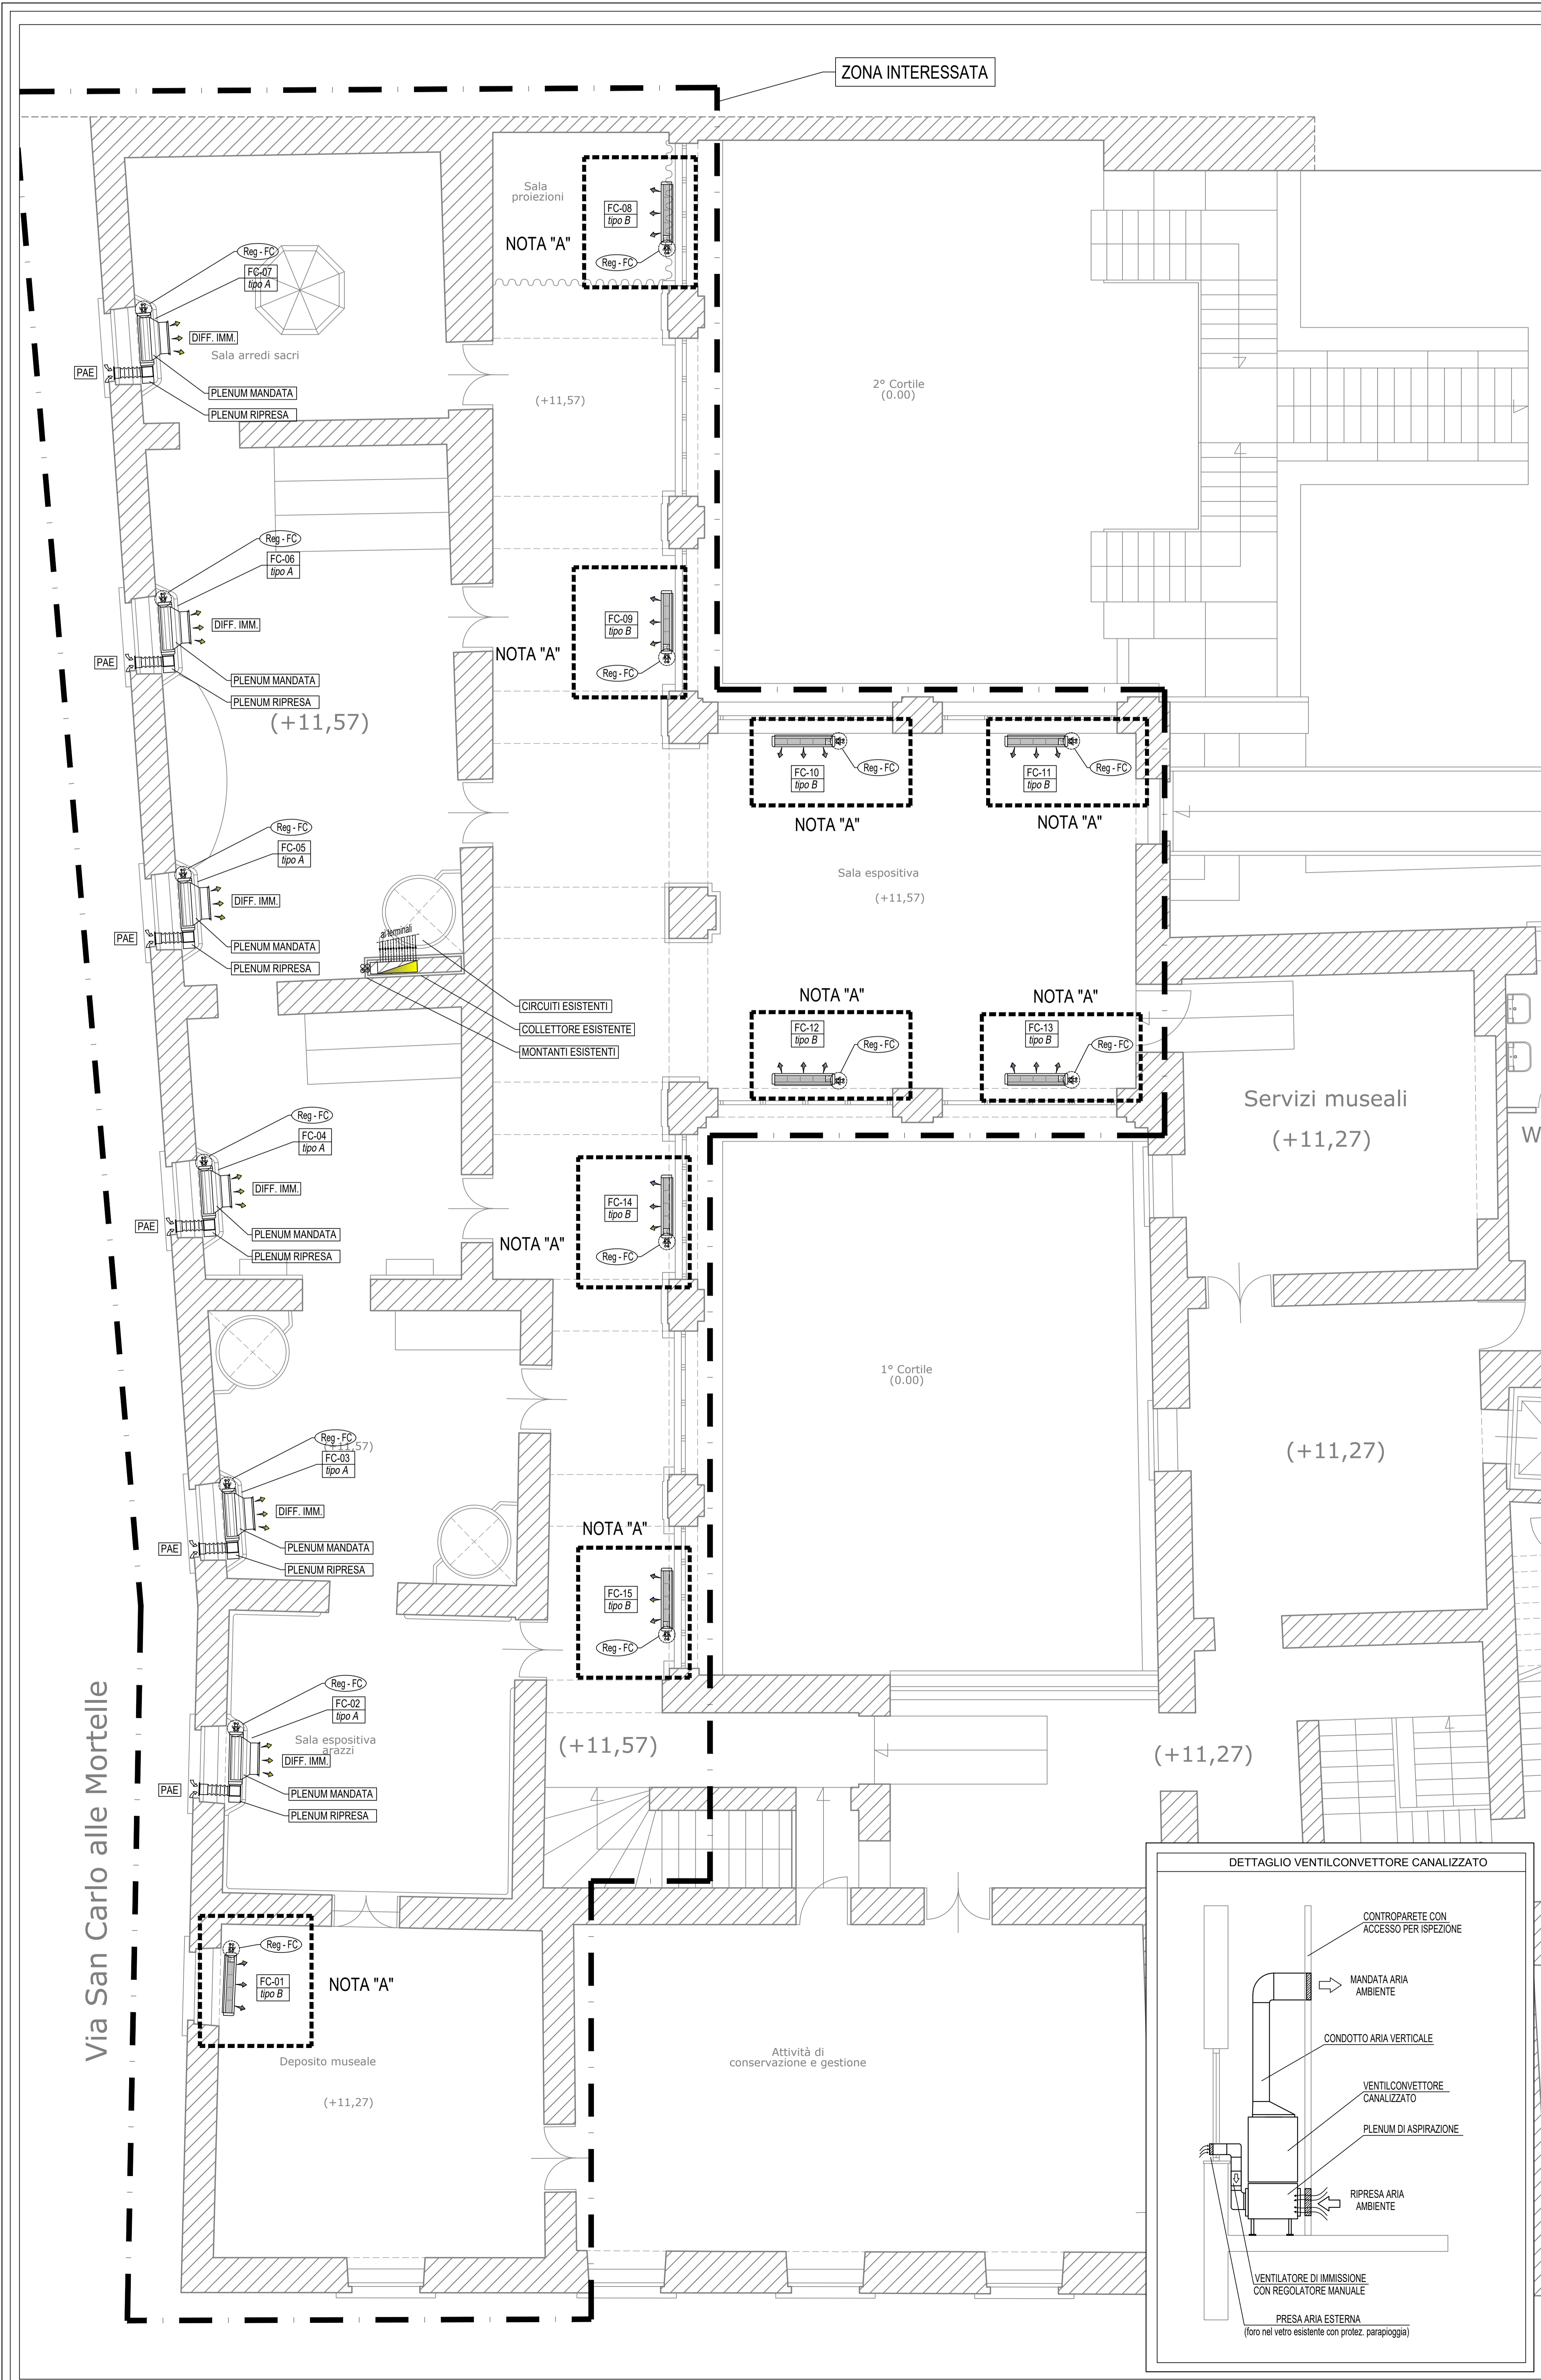 ZONA INTERESSATA
Sala
proiezioni
FC-08
tipo B
NOTA "A"
Reg - FC
Reg - FC
FC-07
tipo A
DIFF. IMM.
Sala arredi sacri
PAE
PLENUM MANDATA
PLENUM RIPRESA
(+11,57)
2° Cortile
(0.00)
Reg - FC
FC-06
tipo A
DIFF. IMM.
PAE
PLENUM MANDATA
PLENUM RIPRESA
(+11,57)
FC-09
tipo B
NOTA "A"
Reg - FC
Reg - FC
FC-10
tipo B
NOTA "A"
Reg - FC
FC-11
tipo B
NOTA "A"
Reg - FC
FC-05
tipo A
DIFF. IMM.
PAE
PLENUM MANDATA
PLENUM RIPRESA
Sala espositiva
(+11,57)
ai terminali
CIRCUITI ESISTENTI
COLLETTORE ESISTENTE
MONTANTI ESISTENTI
NOTA "A"
FC-12
tipo B
Reg - FC
NOTA "A"
FC-13
tipo B
Reg - FC
Servizi museali
(+11,27)
W
Reg - FC
FC-04
tipo A
DIFF. IMM.
PAE
PLENUM MANDATA
PLENUM RIPRESA
FC-14
tipo B
NOTA "A"
Reg - FC
1° Cortile
(0.00)
Reg - FC
(+11,57)
FC-03
tipo A
DIFF. IMM.
PAE
PLENUM MANDATA
PLENUM RIPRESA
(+11,27)
NOTA "A"
FC-15
tipo B
Reg - FC
Reg - FC
FC-02
tipo A
Sala espositiva
arazzi
DIFF. IMM.
PAE
PLENUM MANDATA
PLENUM RIPRESA
(+11,57)
(+11,27)
Via San Carlo alle Mortelle
Reg - FC
FC-01
tipo B
NOTA "A"
Deposito museale
(+11,27)
Attività di
conservazione e gestione
DETTAGLIO VENTILCONVETTORE CANALIZZATO
CONTROPARETE CON
ACCESSO PER ISPEZIONE
MANDATA ARIA
AMBIENTE
CONDOTTO ARIA VERTICALE
VENTILCONVETTORE
CANALIZZATO
PLENUM DI ASPIRAZIONE
RIPRESA ARIA
AMBIENTE
VENTILATORE DI IMMISSIONE
CON REGOLATORE MANUALE
PRESA ARIA ESTERNA
(foro nel vetro esistente con protez. parapioggia)